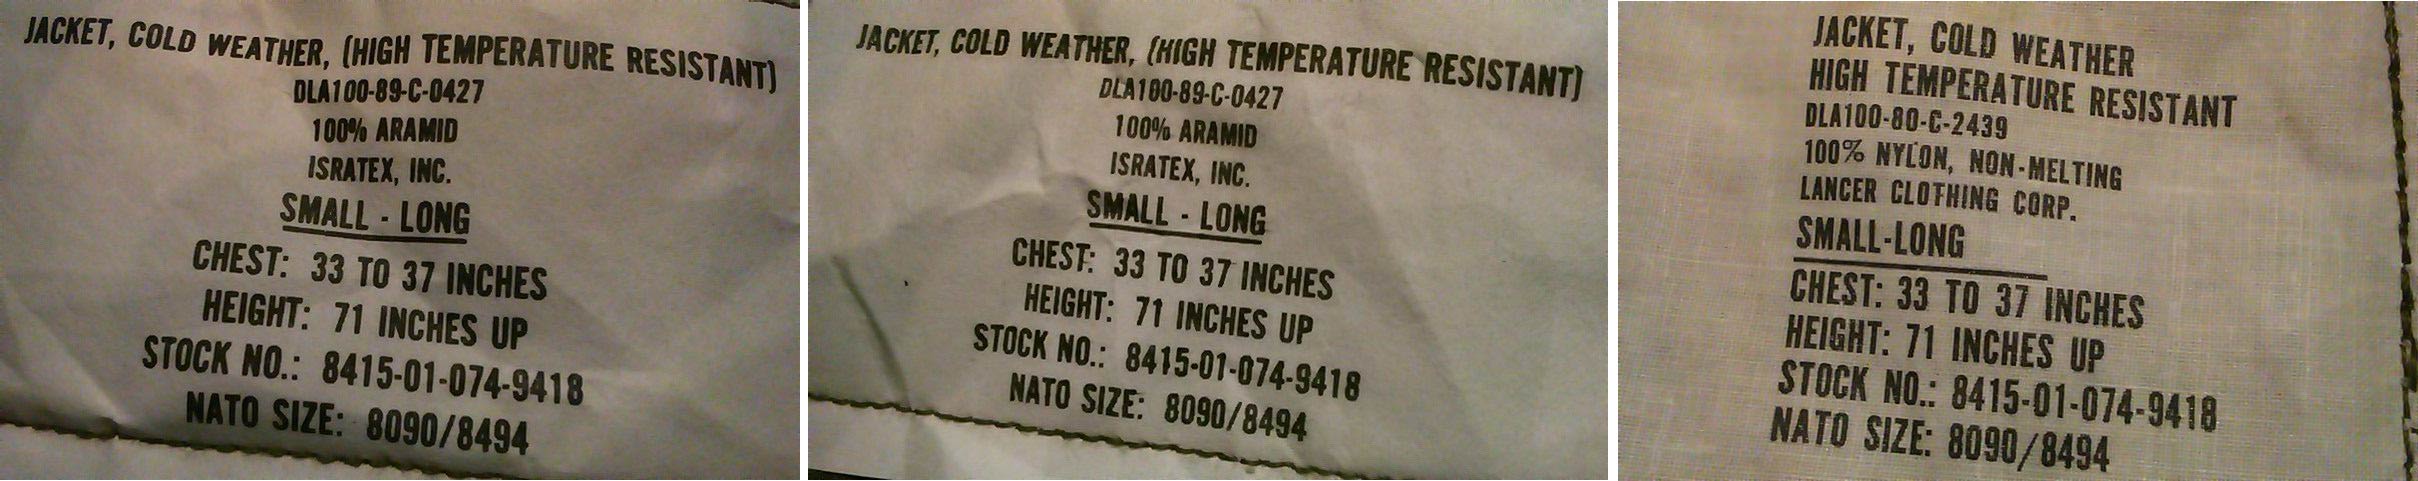 JACKET, COLD WEATHER, (HIGH TEMPERATURE RESISTANT)
DLA100-89-C-0427
100% ARAMID
ISRATEX, INC.
SMALL - LONG
CHEST: 33 TO 37 INCHES
HEIGHT: 71 INCHES UP
STOCK NO.: 8415-01-074-9418
NATO SIZE: 8090/8494
JACKET, COLD WEATHER, (HIGH TEMPERATURE RESISTANT)
DLA100-89-C-0427
100% ARAMID
ISRATEX, INC.
SMALL - LONG
CHEST: 33 TO 37 INCHES
HEIGHT: 71 INCHES UP
STOCK NO.: 8415-01-074-9418
NATO SIZE: 8090/8494
JACKET, COLD WEATHER
HIGH TEMPERATURE RESISTANT
DLA100-80-C-2439
100% NYLON, NON-MELTING
LANCER CLOTHING CORP.
SMALL-LONG
CHEST: 33 TO 37 INCHES
HEIGHT: 71 INCHES UP
STOCK NO.: 8415-01-074-9418
NATO SIZE: 8090/8494